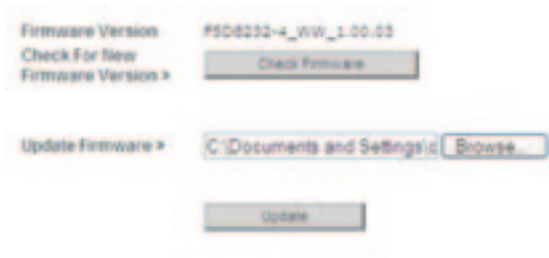 Firmware Version FSD8232-4_WW_1.00.03
Check For New
Firmware Version »
Check Firmware
Update Firmware » C:\Documents and Settings\c Browse...
Update